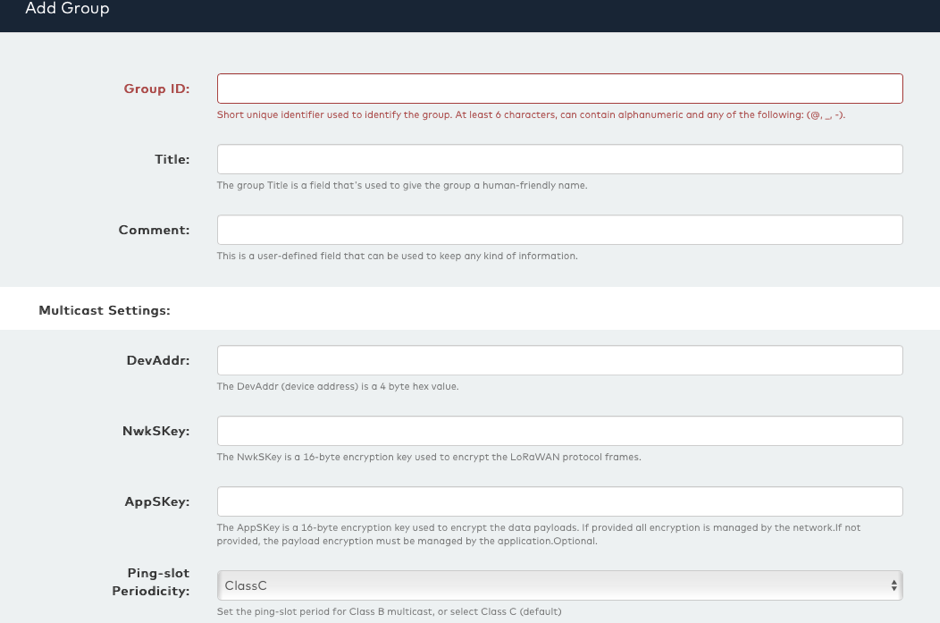 Add Group
Group ID:
Short unique identifier used to identify the group. At least 6 characters, can contain alphanumeric and any of the following: (@, _, -).
Title:
The group Title is a field that's used to give the group a human-friendly name.
Comment:
This is a user-defined field that can be used to keep any kind of information.
Multicast Settings:
DevAddr:
The DevAddr (device address) is a 4 byte hex value.
NwkSKey:
The NwkSKey is a 16-byte encryption key used to encrypt the LoRaWAN protocol frames.
AppSKey:
The AppSKey is a 16-byte encryption key used to encrypt the data payloads. If provided all encryption is managed by the network.If not
provided, the payload encryption must be managed by the application.Optional.
Ping-slot
Periodicity:
ClassC
Set the ping-slot period for Class B multicast, or select Class C (default)